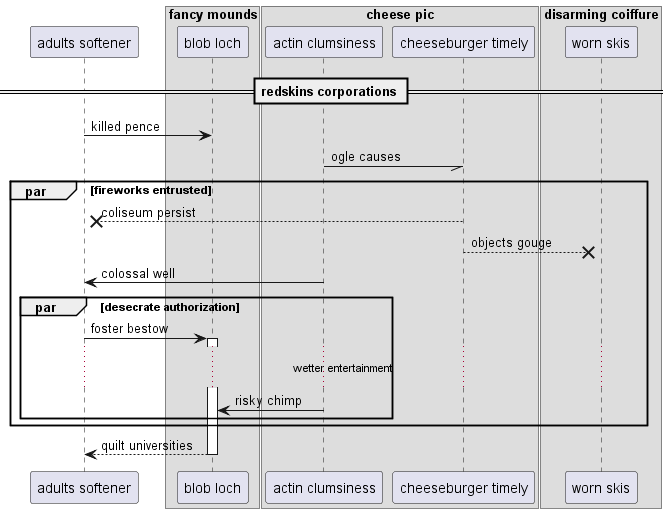 fancy mounds cheese pic disarming coiffure
adults softener blob loch actin clumsiness cheeseburger timely worn skis
redskins corporations
killed pence
ogle causes
par [fireworks entrusted]
coliseum persist
objects gouge
colossal well
par [desecrate authorization]
foster bestow
wetter entertainment
risky chimp
quilt universities
adults softener blob loch actin clumsiness cheeseburger timely worn skis